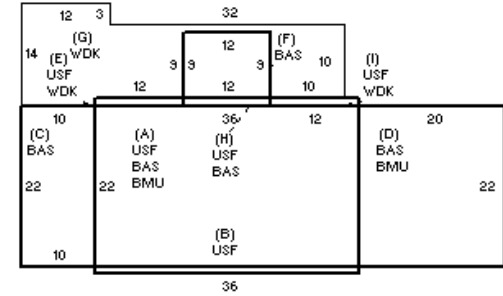 12 3 32
14 (G) WDK
(E) USF WDK
9 9 12 9
(F) BAS
10
(I) USF WDK
12 12 10
10 36 12 20
(C) BAS
(A) USF BAS BMU
(H) USF BAS
(D) BAS BMU
22 22 22
(B) USF
10
36